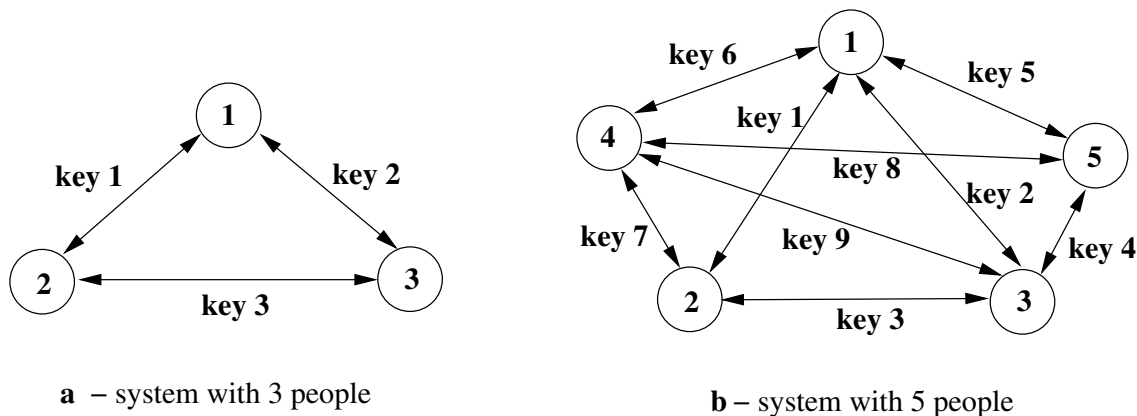 1
key 1
key 2
2
3
key 3
a – system with 3 people
1
key 6
key 5
4
key 1
5
key 8
key 2
key 7
key 9
key 4
2
3
key 3
b – system with 5 people